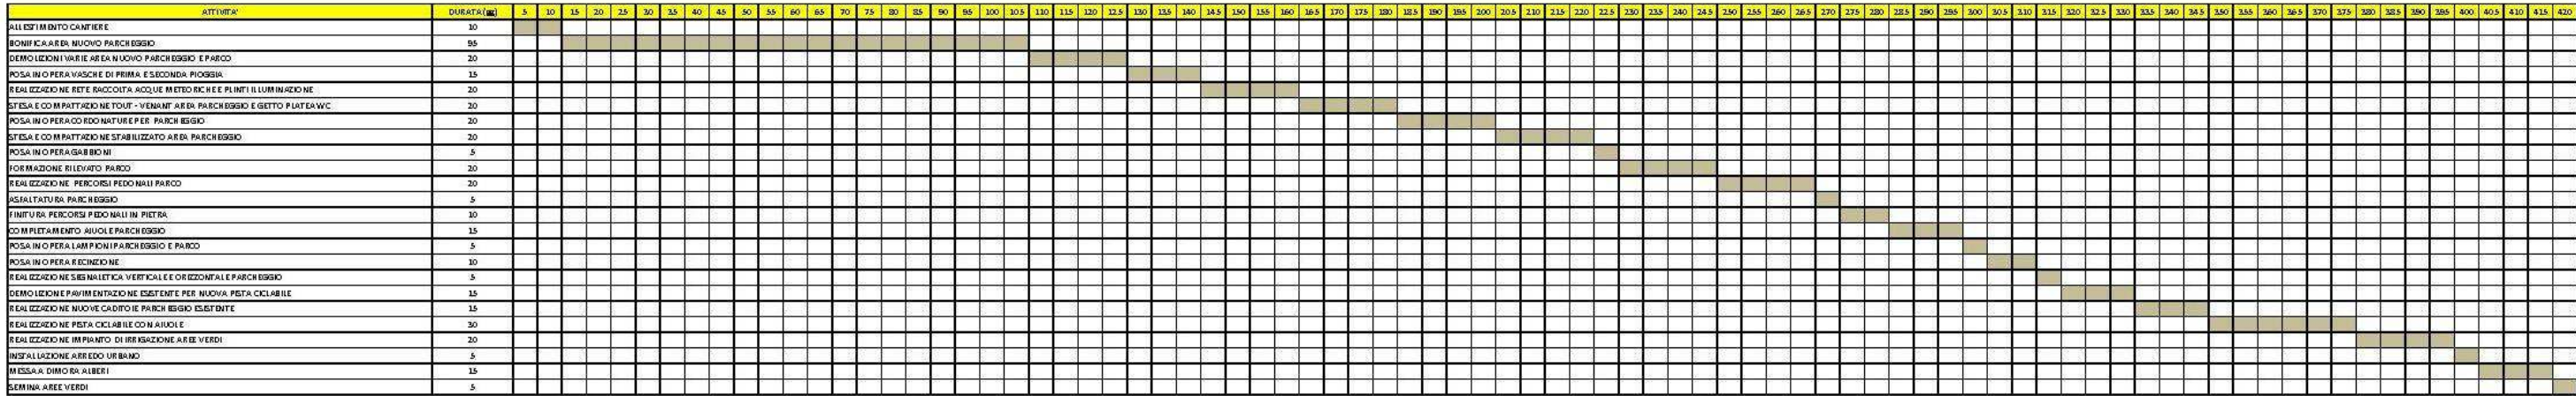 ATTIVITA' DURATA (gg) 5 10 15 20 25 30 35 40 45 50 55 60 65 70 75 80 85 90 95 100 105 110 115 120 125 130 135 140 145 150 155 160 165 170 175 180 185 190 195 200 205 210 215 220 225 230 235 240 245 250 255 260 265 270 275 280 285 290 295 300 305 310 315 320 325 330 335 340 345 350 355 360 365 370 375 380 385 390 395 400 405 410 415 420
ALLESTIMENTO CANTIERE 10
BONIFICA AREA NUOVO PARCHEGGIO 95
DEMOLIZIONI VARIE AREA NUOVO PARCHEGGIO E PARCO 20
POSA IN OPERA VASCHE DI PRIMA E SECONDA PIOGGIA 15
REALIZZAZIONE RETE RACCOLTA ACQUE METEORICHE E PLINTI ILLUMINAZIONE 20
STESA E COMPATTAZIONE TOUT - VENANT AREA PARCHEGGIO E GETTO PLATEA WC 20
POSA IN OPERA CORDONATURE PER PARCHEGGIO 20
STESA E COMPATTAZIONE STABILIZZATO AREA PARCHEGGIO 20
POSA IN OPERA GABBIONI 5
FORMAZIONE RILEVATO PARCO 20
REALIZZAZIONE PERCORSI PEDONALI PARCO 20
ASFALTATURA PARCHEGGIO 5
FINITURA PERCORSI PEDONALI IN PIETRA 10
COMPLETAMENTO AIUOLE PARCHEGGIO 15
POSA IN OPERA LAMPIONI PARCHEGGIO E PARCO 5
POSA IN OPERA RECINZIONE 10
REALIZZAZIONE SEGNALETICA VERTICALE E ORIZZONTALE PARCHEGGIO 5
DEMOLIZIONE PAVIMENTAZIONE ESISTENTE PER NUOVA PISTA CICLABILE 15
REALIZZAZIONE NUOVE CADITOIE PARCHEGGIO ESISTENTE 15
REALIZZAZIONE PISTA CICLABILE CON AIUOLE 30
REALIZZAZIONE IMPIANTO DI IRRIGAZIONE AREE VERDI 20
INSTALLAZIONE ARREDO URBANO 5
MESSA A DIMORA ALBERI 15
SEMINA AREE VERDI 5